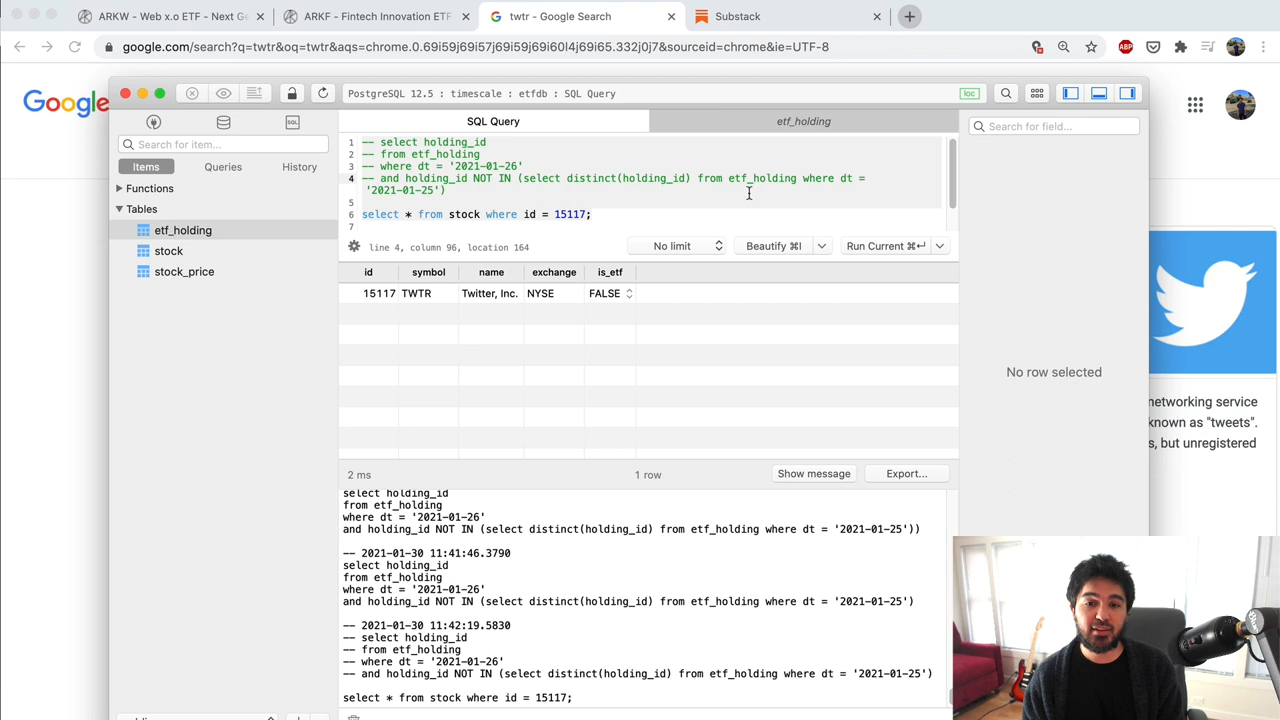 ARKW - Web x.o ETF - Next Ge
ARKF - Fintech Innovation ETF
twtr - Google Search
Substack
google.com/search?q=twtr&oq=twtr&aqs=chrome.0.69i59j69i57j69i59j69i60l4j69i65.332j0j7&sourceid=chrome&ie=UTF-8
ABP
Google
PostgreSQL 12.5 : timescale : etfdb : SQL Query
loc
SQL
Search for item...
Items
Queries
History
Functions
Tables
etf_holding
stock
stock_price
SQL Query
etf_holding
1 -- select holding_id
2 -- from etf_holding
3 -- where dt = '2021-01-26'
4 -- and holding_id NOT IN (select distinct(holding_id) from etf_holding where dt =
'2021-01-25')
5
6 select * from stock where id = 15117;
7
line 4, column 96, location 164
No limit
Beautify ⌘I
Run Current ⌘↵
id symbol name exchange is_etf
15117 TWTR Twitter, Inc. NYSE FALSE
2 ms
1 row
Show message
Export...
select holding_id
from etf_holding
where dt = '2021-01-26'
and holding_id NOT IN (select distinct(holding_id) from etf_holding where dt = '2021-01-25'))
-- 2021-01-30 11:41:46.3790
select holding_id
from etf_holding
where dt = '2021-01-26'
and holding_id NOT IN (select distinct(holding_id) from etf_holding where dt = '2021-01-25')
-- 2021-01-30 11:42:19.5830
-- select holding_id
-- from etf_holding
-- where dt = '2021-01-26'
-- and holding_id NOT IN (select distinct(holding_id) from etf_holding where dt = '2021-01-25')
select * from stock where id = 15117;
Search for field...
No row selected
networking service
known as "tweets".
s, but unregistered